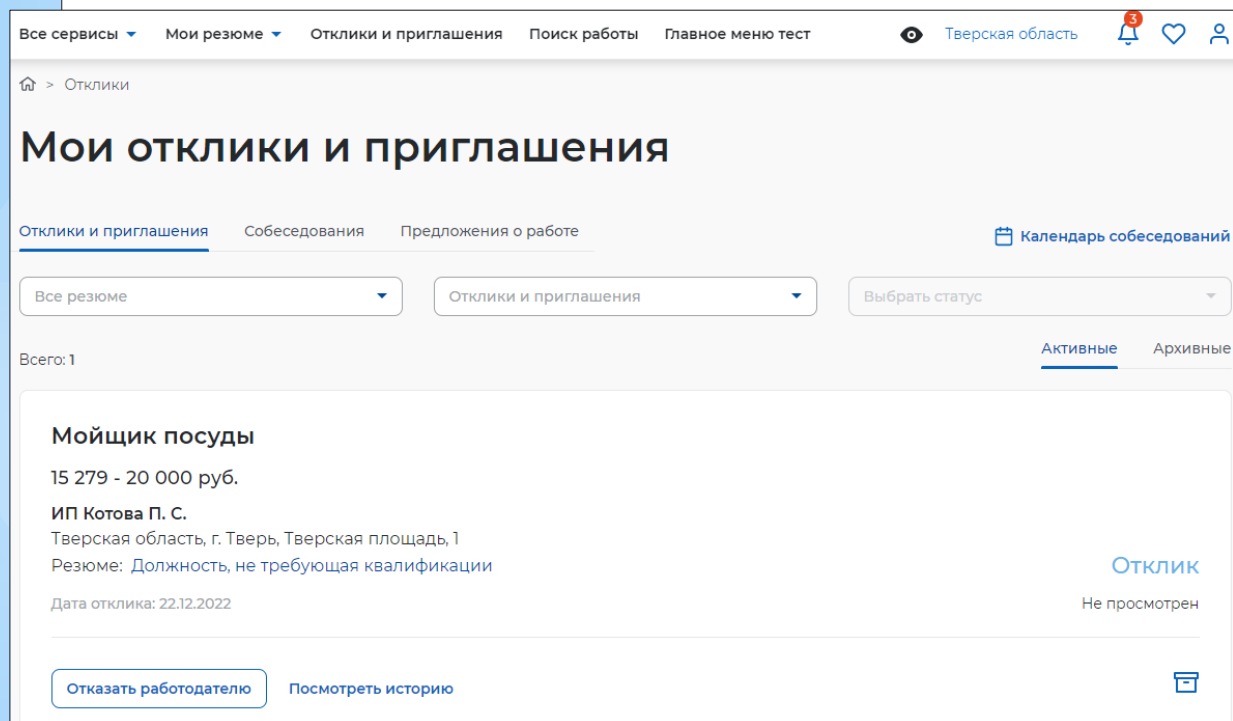 Все сервисы Мои резюме Отклики и приглашения Поиск работы Главное меню тест Тверская область 3
> Отклики
Мои отклики и приглашения
Отклики и приглашения Собеседования Предложения о работе Календарь собеседований
Все резюме Отклики и приглашения Выбрать статус
Всего: 1 Активные Архивные
Мойщик посуды
15 279 - 20 000 руб.
ИП Котова П. С.
Тверская область, г. Тверь, Тверская площадь, 1
Резюме: Должность, не требующая квалификации Отклик
Дата отклика: 22.12.2022 Не просмотрен
Отказать работодателю Посмотреть историю